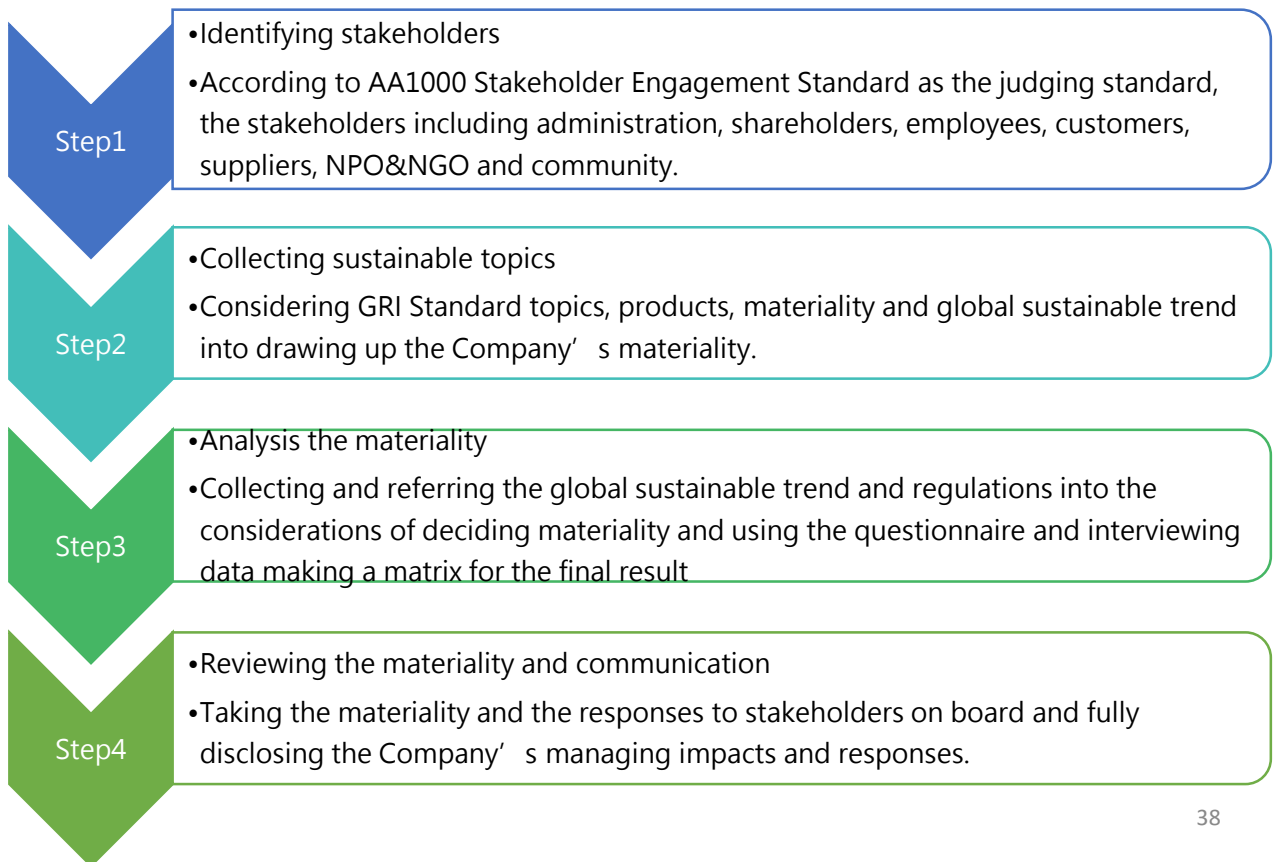 Step1
•Identifying stakeholders
•According to AA1000 Stakeholder Engagement Standard as the judging standard,
the stakeholders including administration, shareholders, employees, customers,
suppliers, NPO&NGO and community.
Step2
•Collecting sustainable topics
•Considering GRI Standard topics, products, materiality and global sustainable trend
into drawing up the Company’ s materiality.
Step3
•Analysis the materiality
•Collecting and referring the global sustainable trend and regulations into the
considerations of deciding materiality and using the questionnaire and interviewing
data making a matrix for the final result
Step4
•Reviewing the materiality and communication
•Taking the materiality and the responses to stakeholders on board and fully
disclosing the Company’ s managing impacts and responses.
38